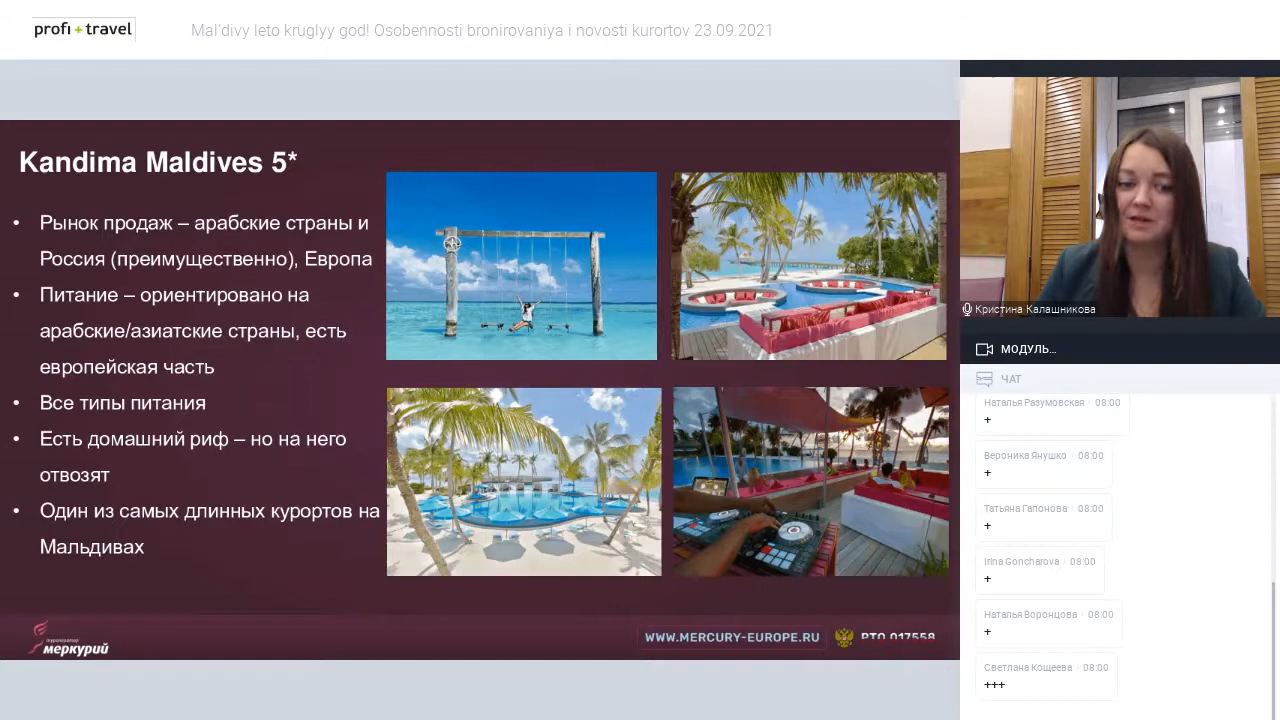 profi + travel
Mal'divy leto kruglyy god! Osobennosti bronirovaniya i novosti kurortov 23.09.2021
Kandima Maldives 5*
• Рынок продаж – арабские страны и
Россия (преимущественно), Европа
• Питание – ориентировано на
арабские/азиатские страны, есть
европейская часть
• Все типы питания
• Есть домашний риф – но на него
отвозят
• Один из самых длинных курортов на
Мальдивах
туроператор
меркурий
WWW.MERCURY-EUROPE.RU
РТО 017558
Кристина Калашникова
МОДУЛЬ...
ЧАТ
Наталья Разумовская 08:00
+
Вероника Янушко 08:00
+
Татьяна Гапонова 08:00
+
Irina Goncharova 08:00
+
Наталья Воронцова 08:00
+
Светлана Кощеева 08:00
+++